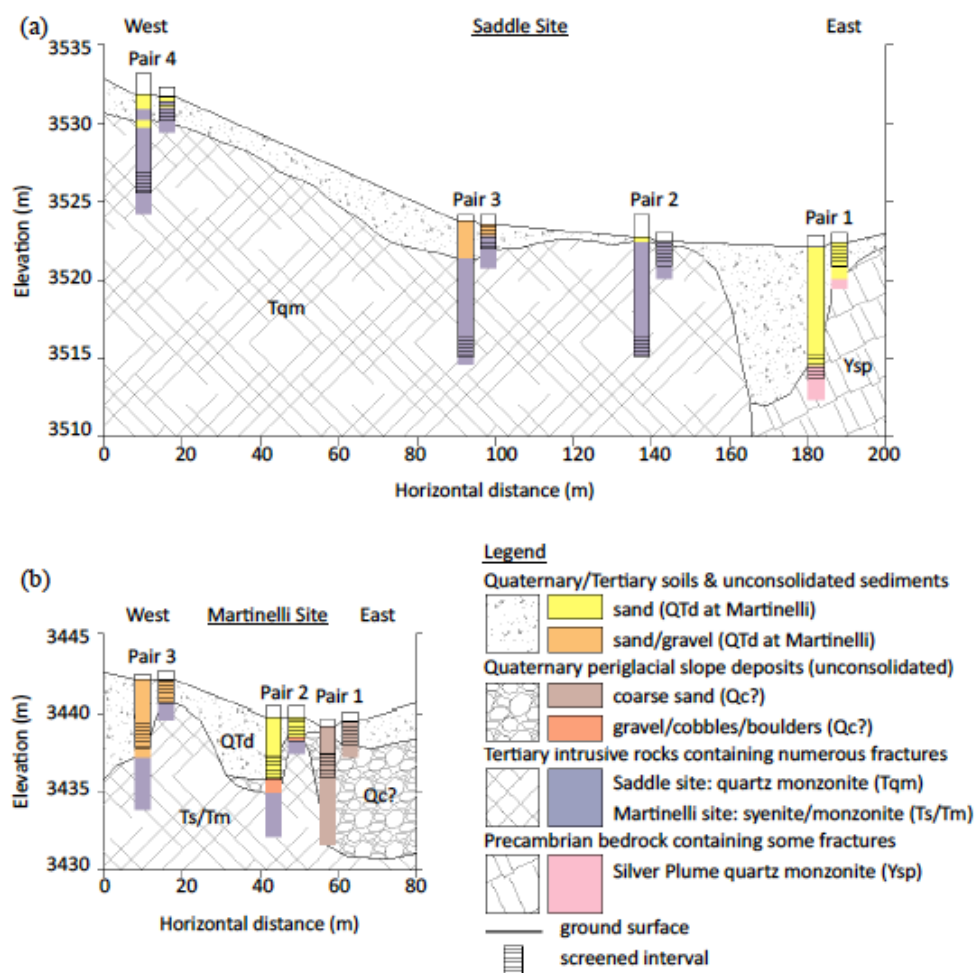 (a)
West
Saddle Site
East
Pair 4
Pair 3
Pair 2
Pair 1
Elevation (m)
3535
3530
3525
3520
3515
3510
Tqm
Ysp
0 20 40 60 80 100 120 140 160 180 200
Horizontal distance (m)
(b)
West
Martinelli Site
East
Pair 3
Pair 2
Pair 1
Elevation (m)
3445
3440
3435
3430
QTd
Ts/Tm
Qc?
0 20 40 60 80
Horizontal distance (m)
Legend
Quaternary/Tertiary soils & unconsolidated sediments
sand (QTd at Martinelli)
sand/gravel (QTd at Martinelli)
Quaternary periglacial slope deposits (unconsolidated)
coarse sand (Qc?)
gravel/cobbles/boulders (Qc?)
Tertiary intrusive rocks containing numerous fractures
Saddle site: quartz monzonite (Tqm)
Martinelli site: syenite/monzonite (Ts/Tm)
Precambrian bedrock containing some fractures
Silver Plume quartz monzonite (Ysp)
ground surface
screened interval